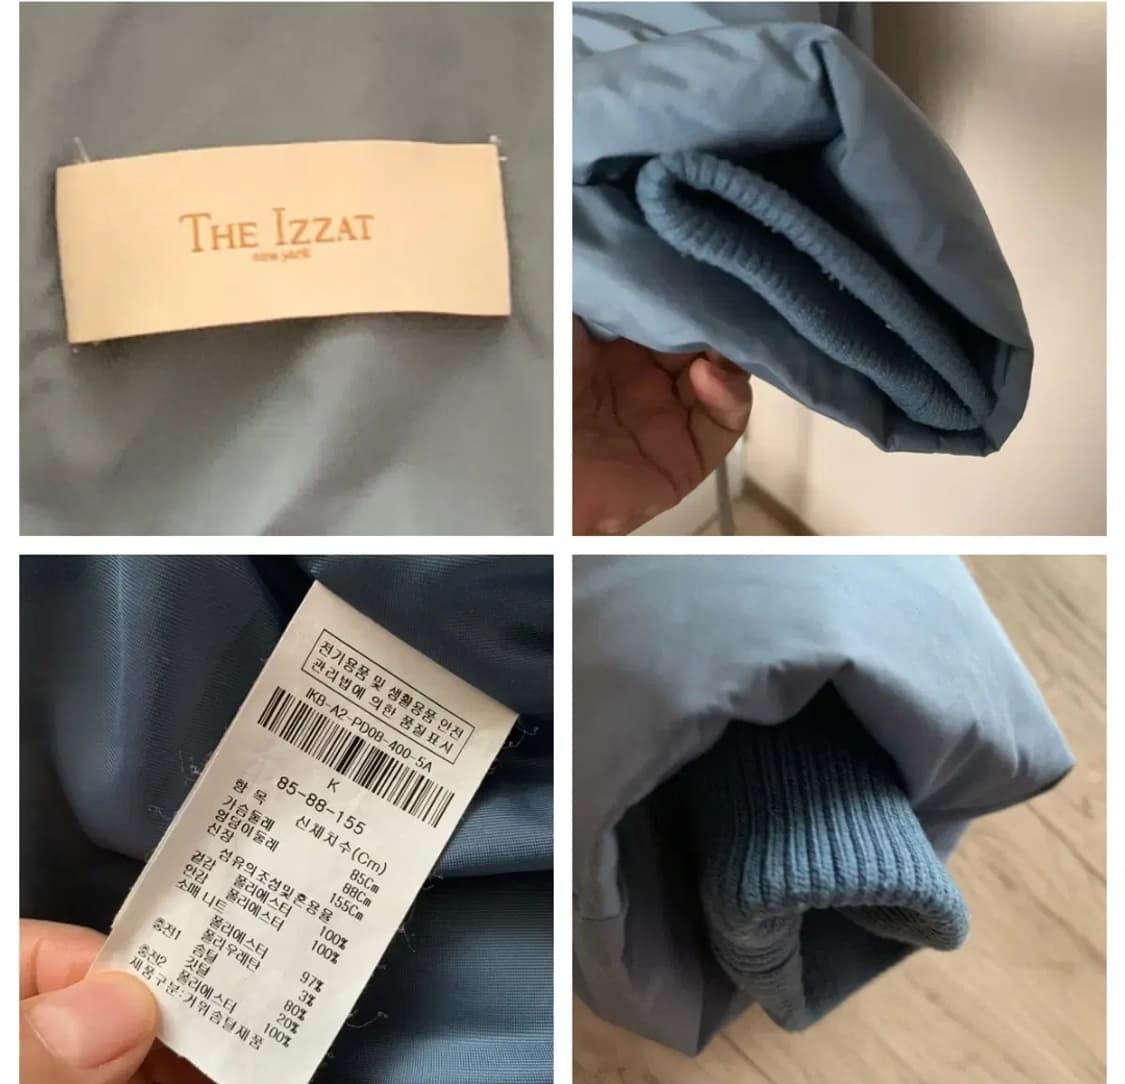 THE IZZAT
new york
전기용품 및 생활용품 안전
관리법에 의한 품질표시
IKB-A2-PD0B-400-5A
K
85-88-155
항 목 신체치수(Cm)
가슴둘레 85Cm
엉덩이둘레 88Cm
신장 155Cm
섬유의조성및혼용율
겉감 폴리에스터 100%
안감 폴리에스터 100%
소매 니트 폴리에스터 97%
폴리우레탄 3%
충전1 솜털 80%
깃털 20%
충전2 폴리에스터 100%
제품구분:거위솜털제품